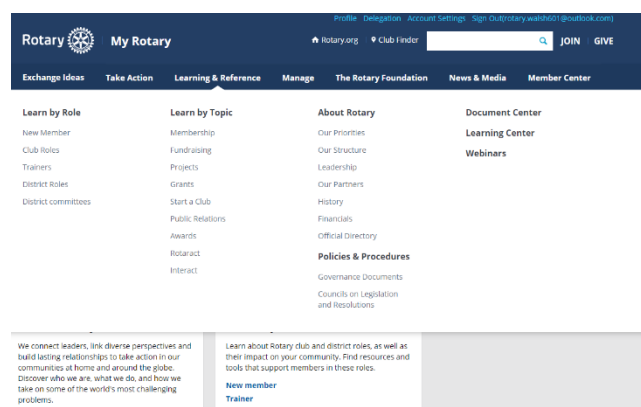 Profile Delegation Account Settings Sign Out(rotary.walsh601@outlook.com)
Rotary My Rotary Rotary.org Club Finder JOIN GIVE
Exchange Ideas Take Action Learning & Reference Manage The Rotary Foundation News & Media Member Center
Learn by Role
New Member
Club Roles
Trainers
District Roles
District committees
Learn by Topic
Membership
Fundraising
Projects
Grants
Start a Club
Public Relations
Awards
Rotaract
Interact
About Rotary
Our Priorities
Our Structure
Leadership
Our Partners
History
Financials
Official Directory
Policies & Procedures
Governance Documents
Councils on Legislation
and Resolutions
Document Center
Learning Center
Webinars
We connect leaders, link diverse perspectives and
build lasting relationships to take action in our
communities at home and around the globe.
Discover who we are, what we do, and how we
take on some of the world's most challenging
problems.
Learn about Rotary club and district roles, as well as
their impact on your community. Find resources and
tools that support members in these roles.
New member
Trainer